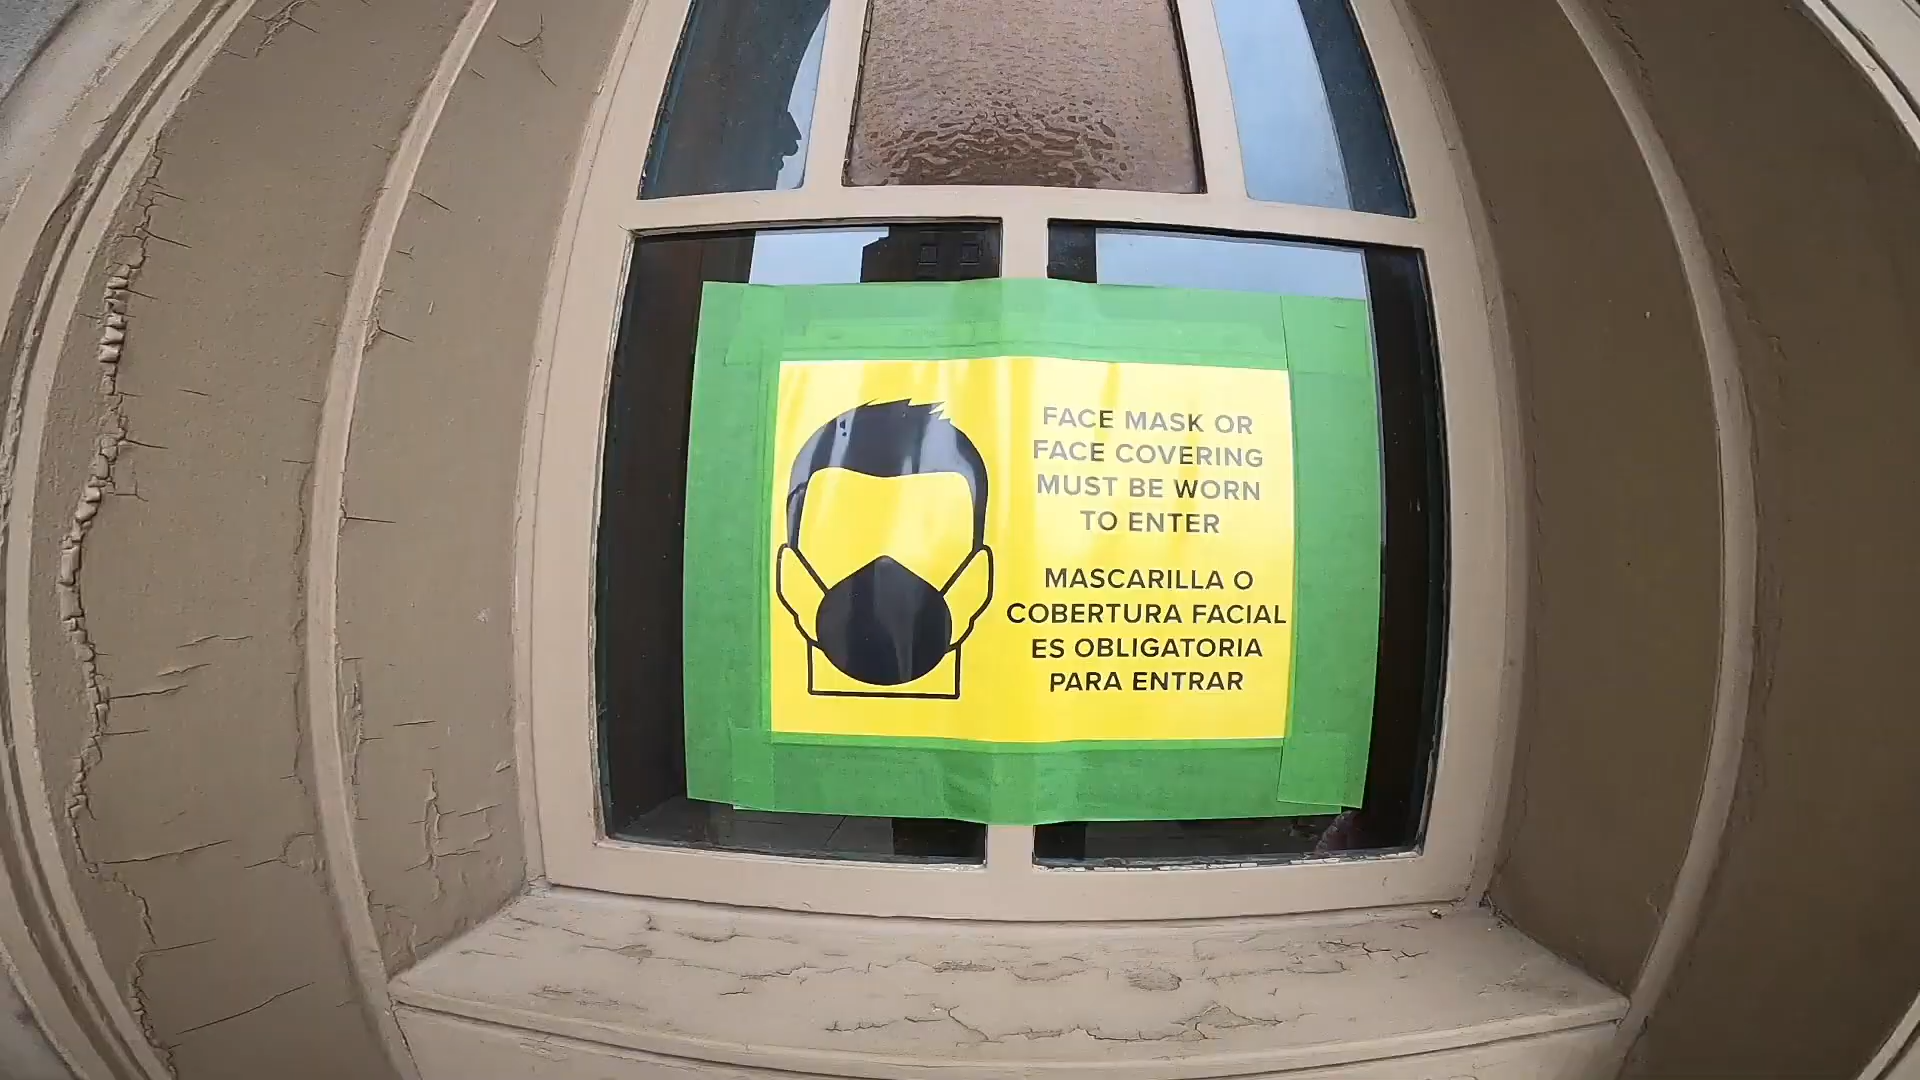 FACE MASK OR
FACE COVERING
MUST BE WORN
TO ENTER
MASCARILLA O
COBERTURA FACIAL
ES OBLIGATORIA
PARA ENTRAR